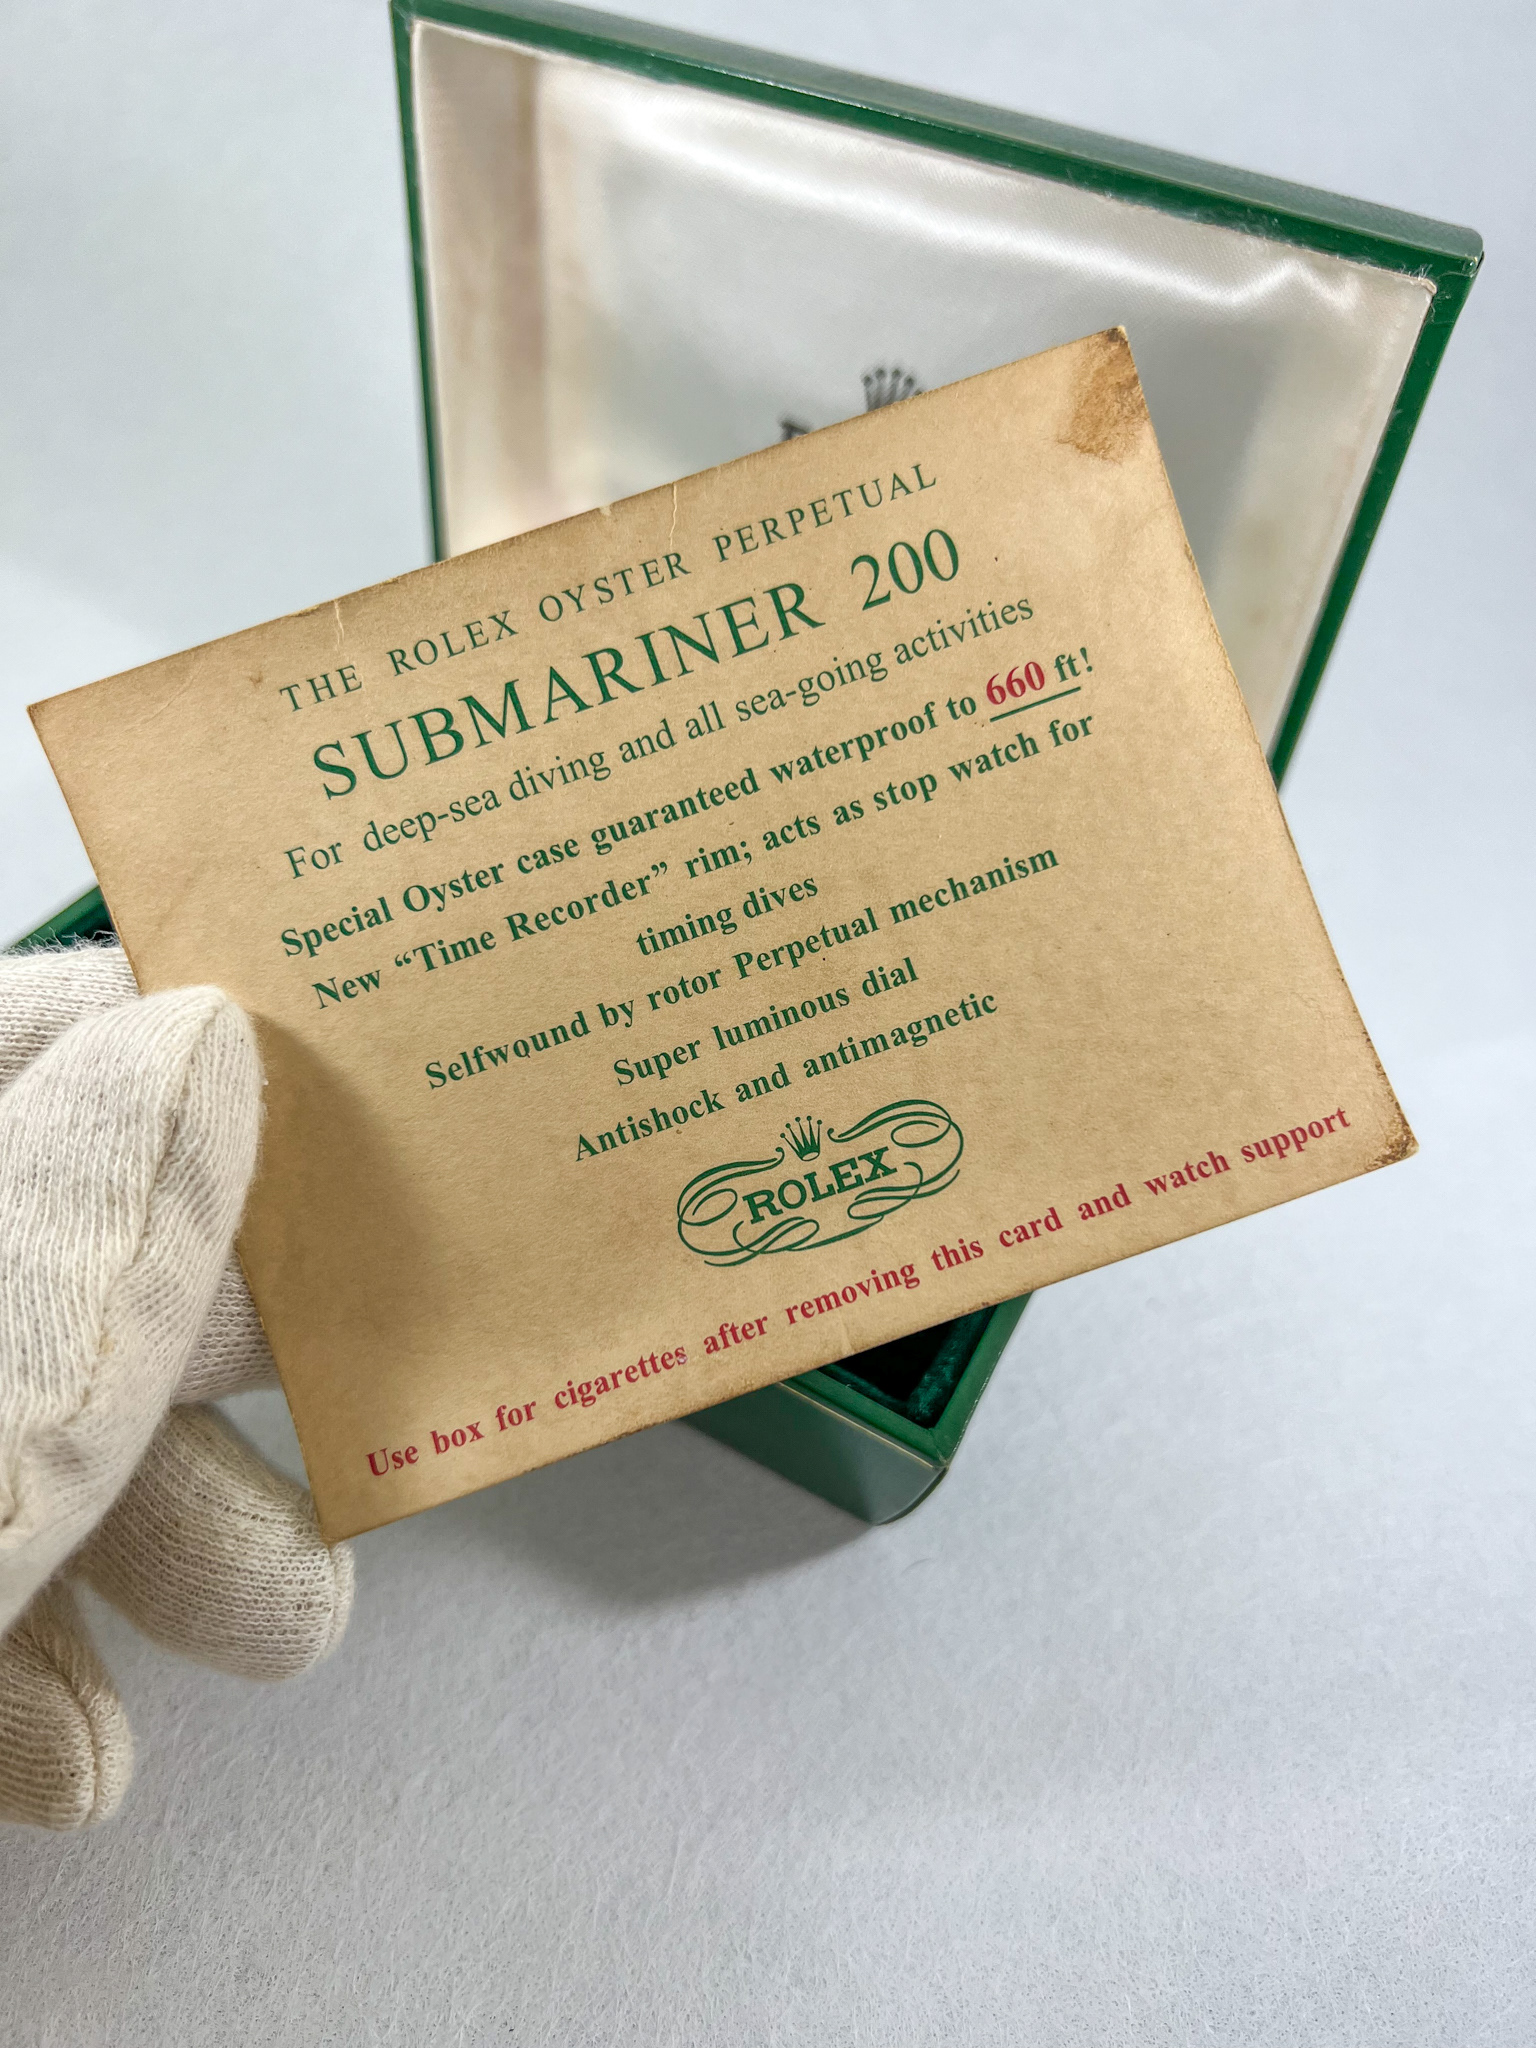 THE ROLEX OYSTER PERPETUAL
SUBMARINER 200
For deep-sea diving and all sea-going activities
Special Oyster case guaranteed waterproof to 660 ft!
New “Time Recorder” rim; acts as stop watch for
timing dives
Selfwound by rotor Perpetual mechanism
Super luminous dial
Antishock and antimagnetic
ROLEX
Use box for cigarettes after removing this card and watch support